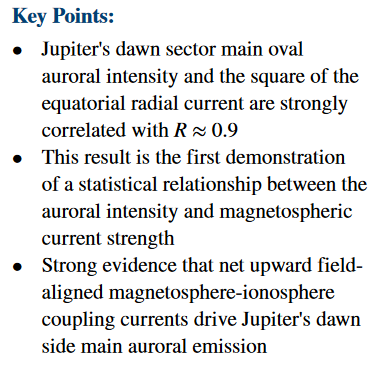 Key Points:
• Jupiter's dawn sector main oval
auroral intensity and the square of the
equatorial radial current are strongly
correlated with R ≈ 0.9
• This result is the first demonstration
of a statistical relationship between the
auroral intensity and magnetospheric
current strength
• Strong evidence that net upward field-
aligned magnetosphere-ionosphere
coupling currents drive Jupiter's dawn
side main auroral emission